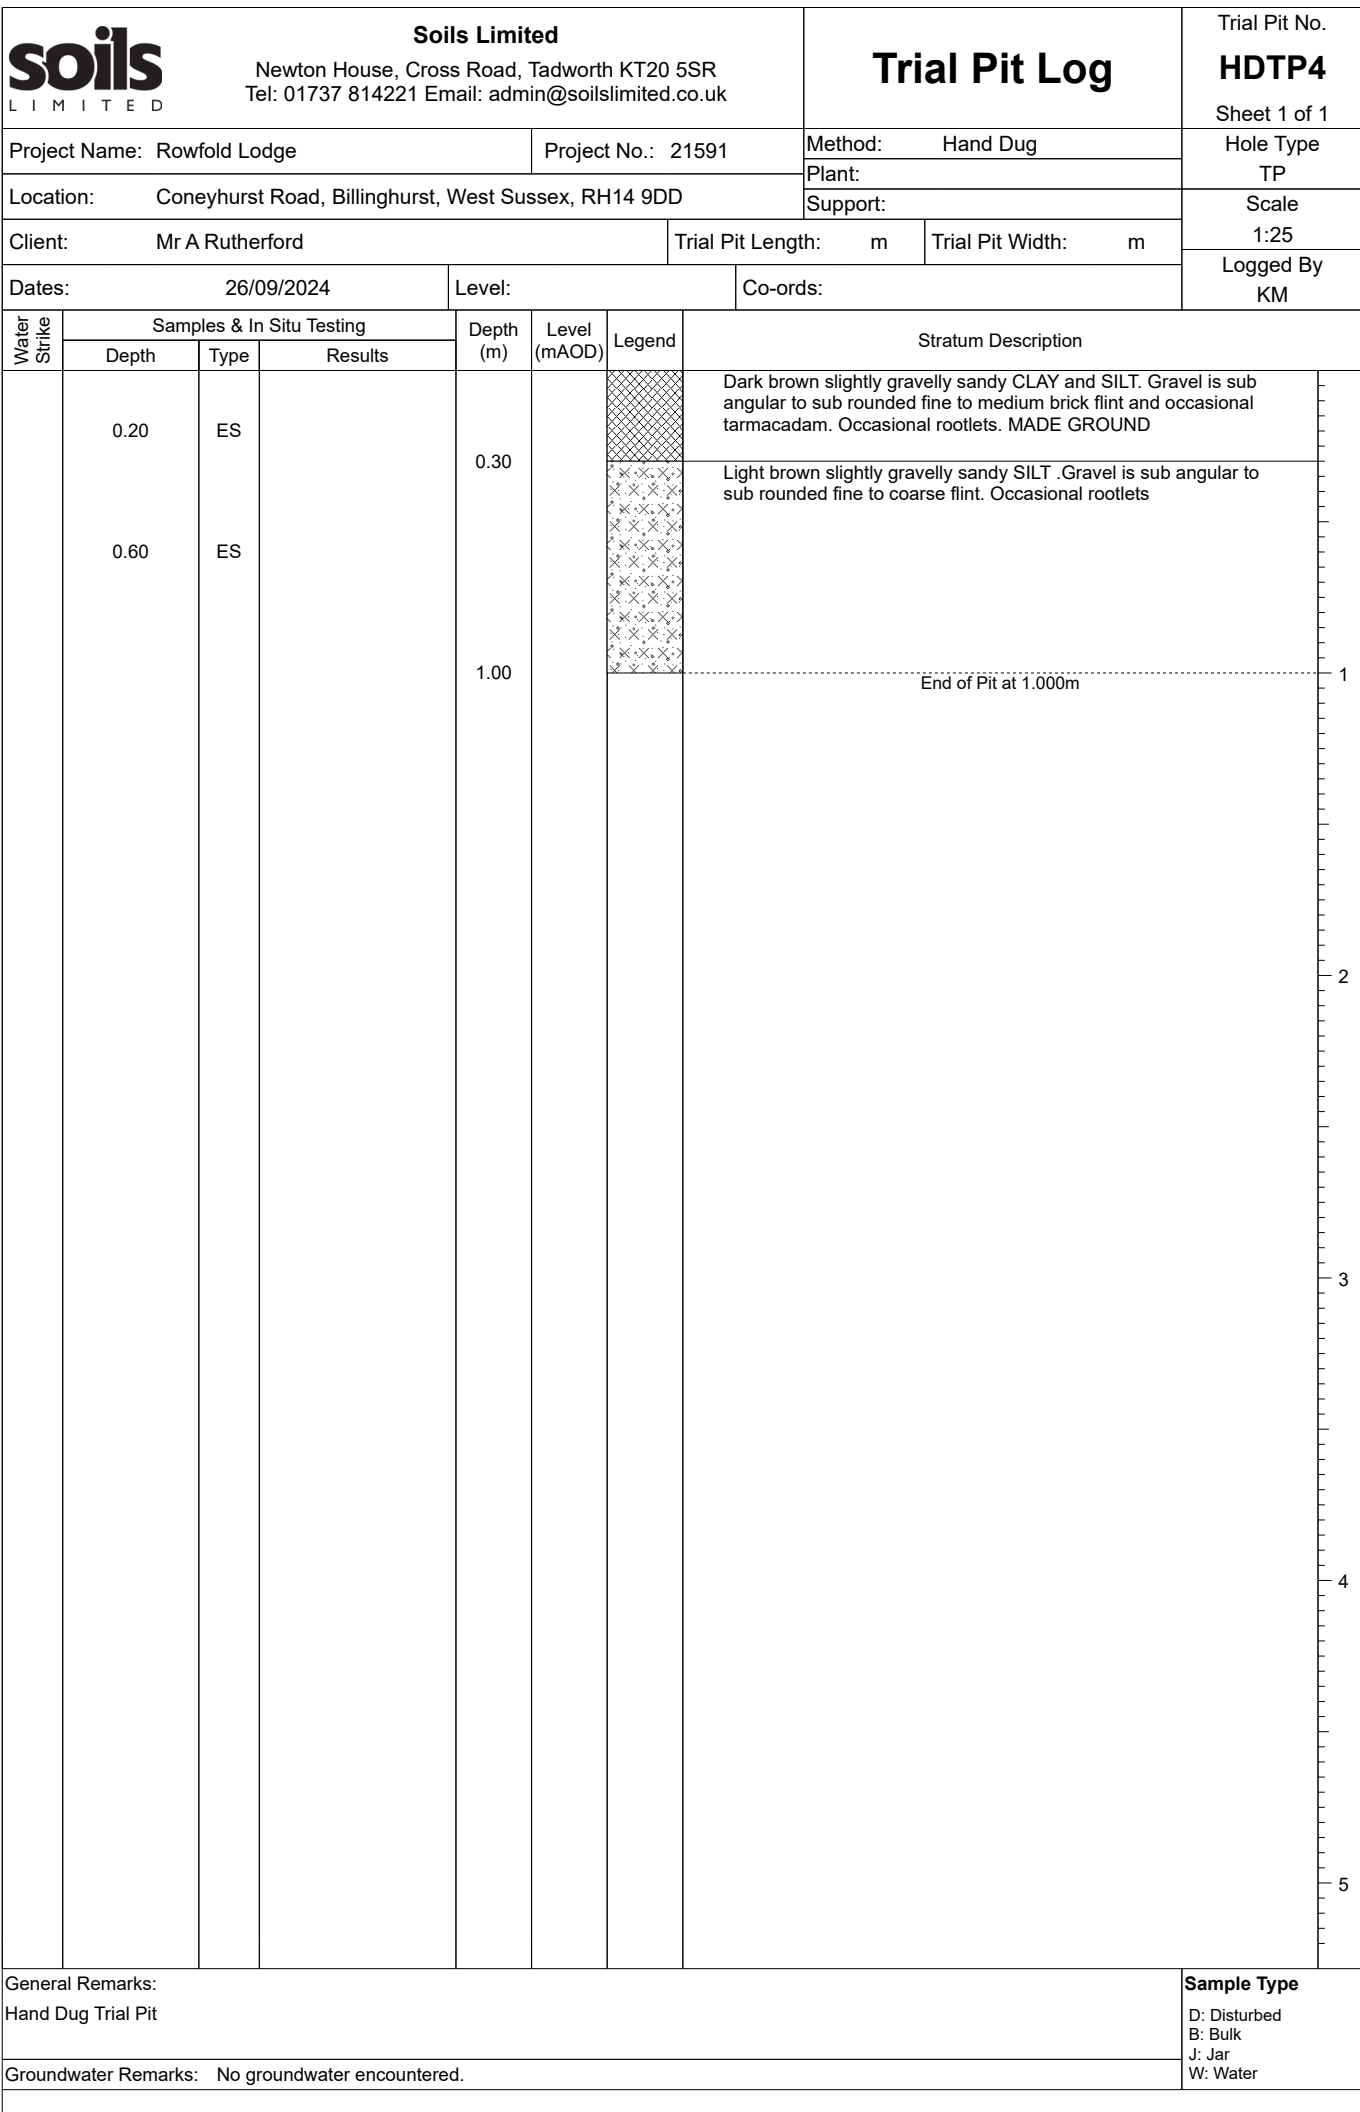 soils
LIMITED
Soils Limited
Newton House, Cross Road, Tadworth KT20 5SR
Tel: 01737 814221 Email: admin@soilslimited.co.uk
Trial Pit Log
Trial Pit No.
HDTP4
Sheet 1 of 1
Project Name: Rowfold Lodge
Project No.: 21591
Method: Hand Dug
Plant:
Support:
Hole Type
TP
Location: Coneyhurst Road, Billinghurst, West Sussex, RH14 9DD
Scale
1:25
Client: Mr A Rutherford
Trial Pit Length: m
Trial Pit Width: m
Logged By
KM
Dates: 26/09/2024
Level:
Co-ords:
Water
Strike
Samples & In Situ Testing
Depth
Type
Results
Depth
(m)
Level
(mAOD)
Legend
Stratum Description
Dark brown slightly gravelly sandy CLAY and SILT. Gravel is sub
angular to sub rounded fine to medium brick flint and occasional
tarmacadam. Occasional rootlets. MADE GROUND
0.20 ES
0.30
Light brown slightly gravelly sandy SILT .Gravel is sub angular to
sub rounded fine to coarse flint. Occasional rootlets
0.60 ES
1.00
End of Pit at 1.000m
1
2
3
4
5
General Remarks:
Hand Dug Trial Pit
Groundwater Remarks: No groundwater encountered.
Sample Type
D: Disturbed
B: Bulk
J: Jar
W: Water